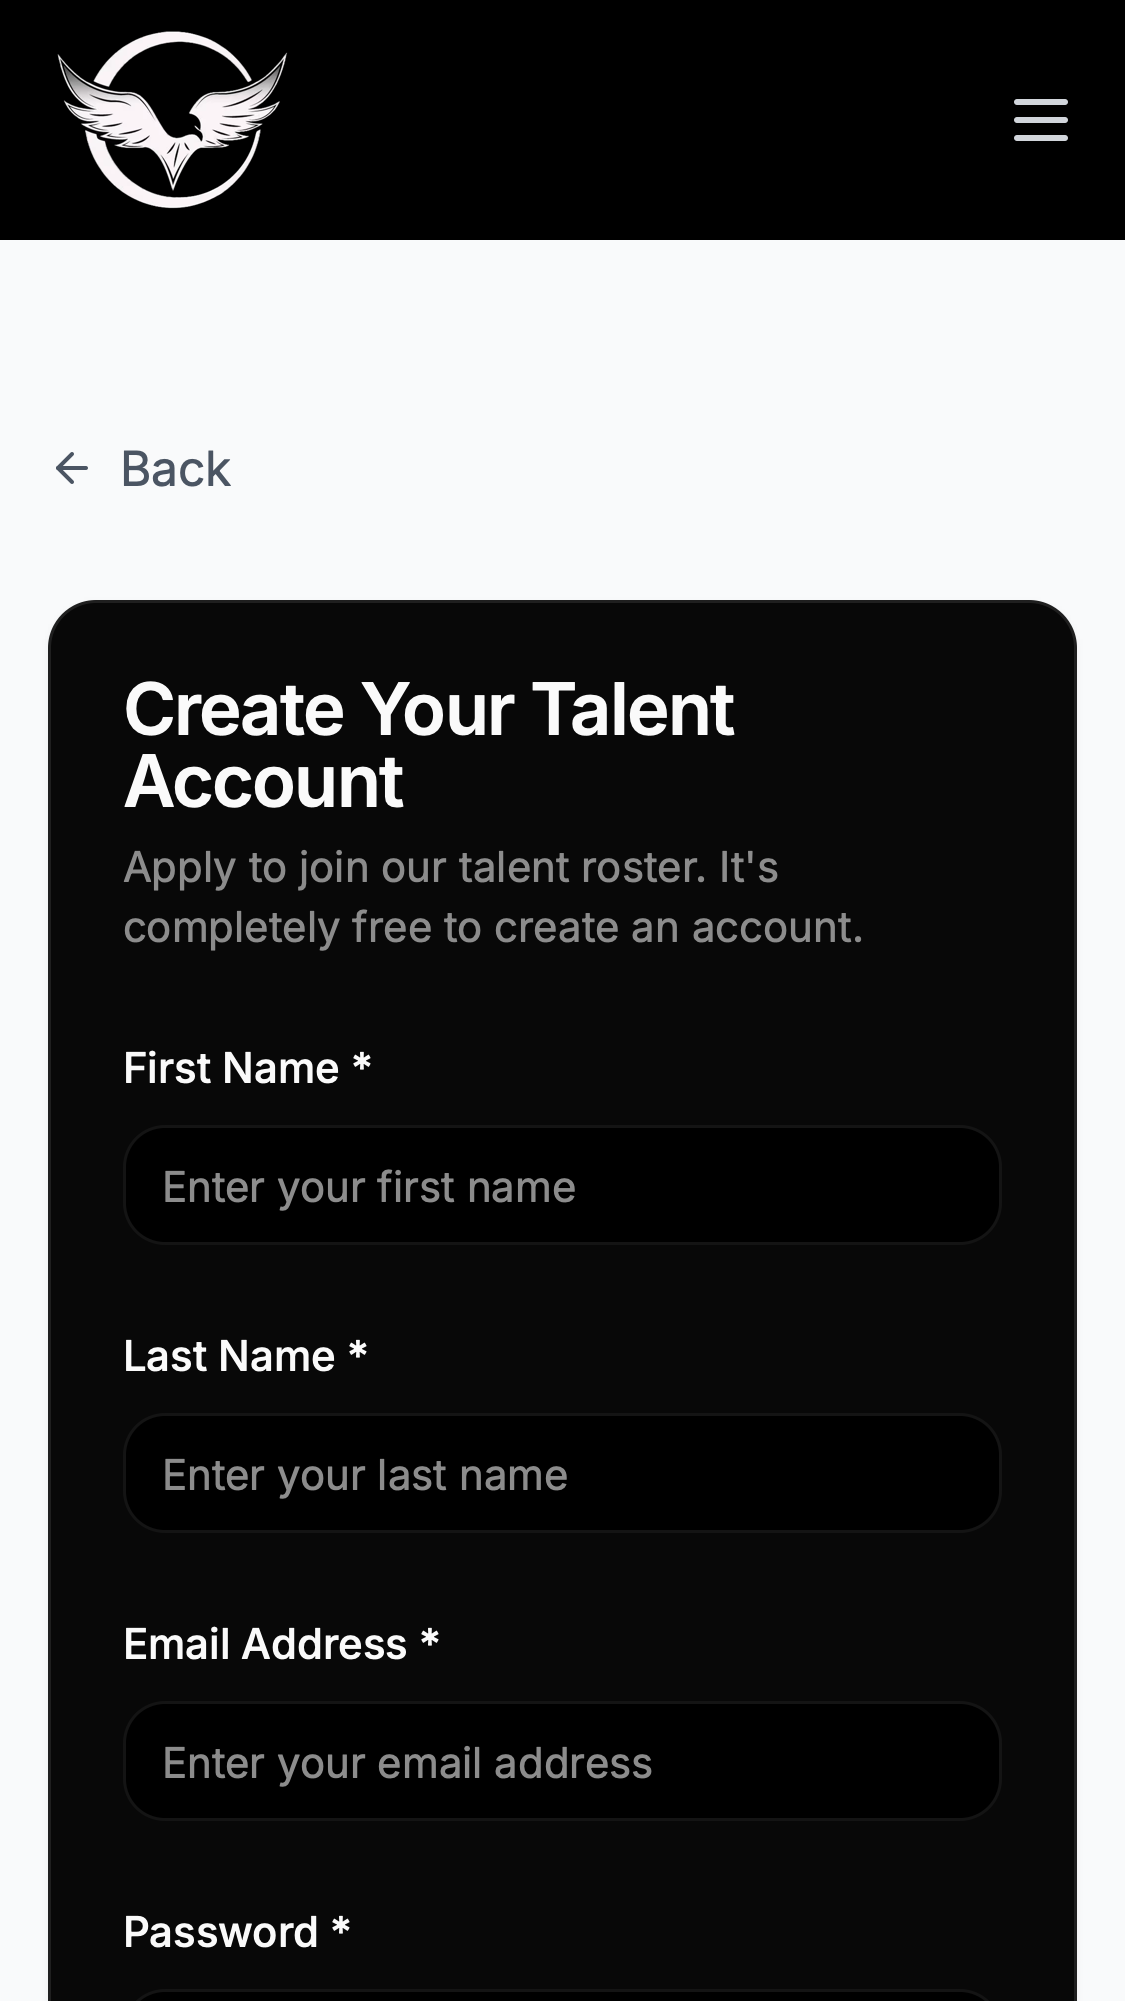 Back
Create Your Talent
Account
Apply to join our talent roster. It's
completely free to create an account.
First Name *
Enter your first name
Last Name *
Enter your last name
Email Address *
Enter your email address
Password *